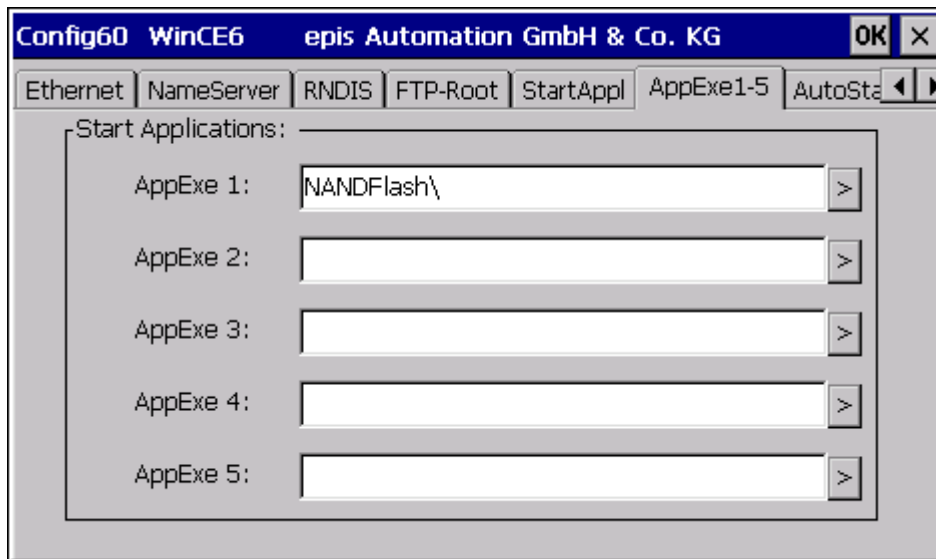 Config60 WinCE6 epis Automation GmbH & Co. KG OK ×
Ethernet NameServer RNDIS FTP-Root StartAppl AppExe1-5 AutoSta
Start Applications:
AppExe 1: NANDFlash\ >
AppExe 2: >
AppExe 3: >
AppExe 4: >
AppExe 5: >